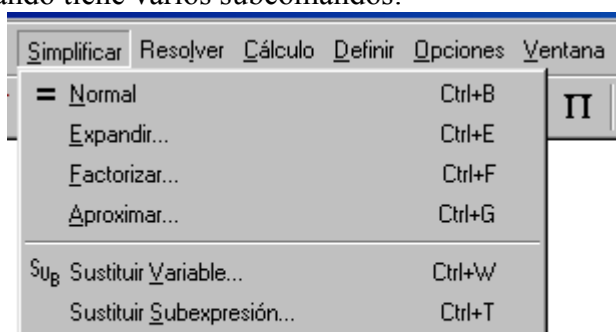 ando tiene varios subcomandos:
Simplificar Resolver Cálculo Definir Opciones Ventana
= Normal Ctrl+B
Π
Expandir... Ctrl+E
Factorizar... Ctrl+F
Aproximar... Ctrl+G
SUB Sustituir Variable... Ctrl+W
Sustituir Subexpresión... Ctrl+T